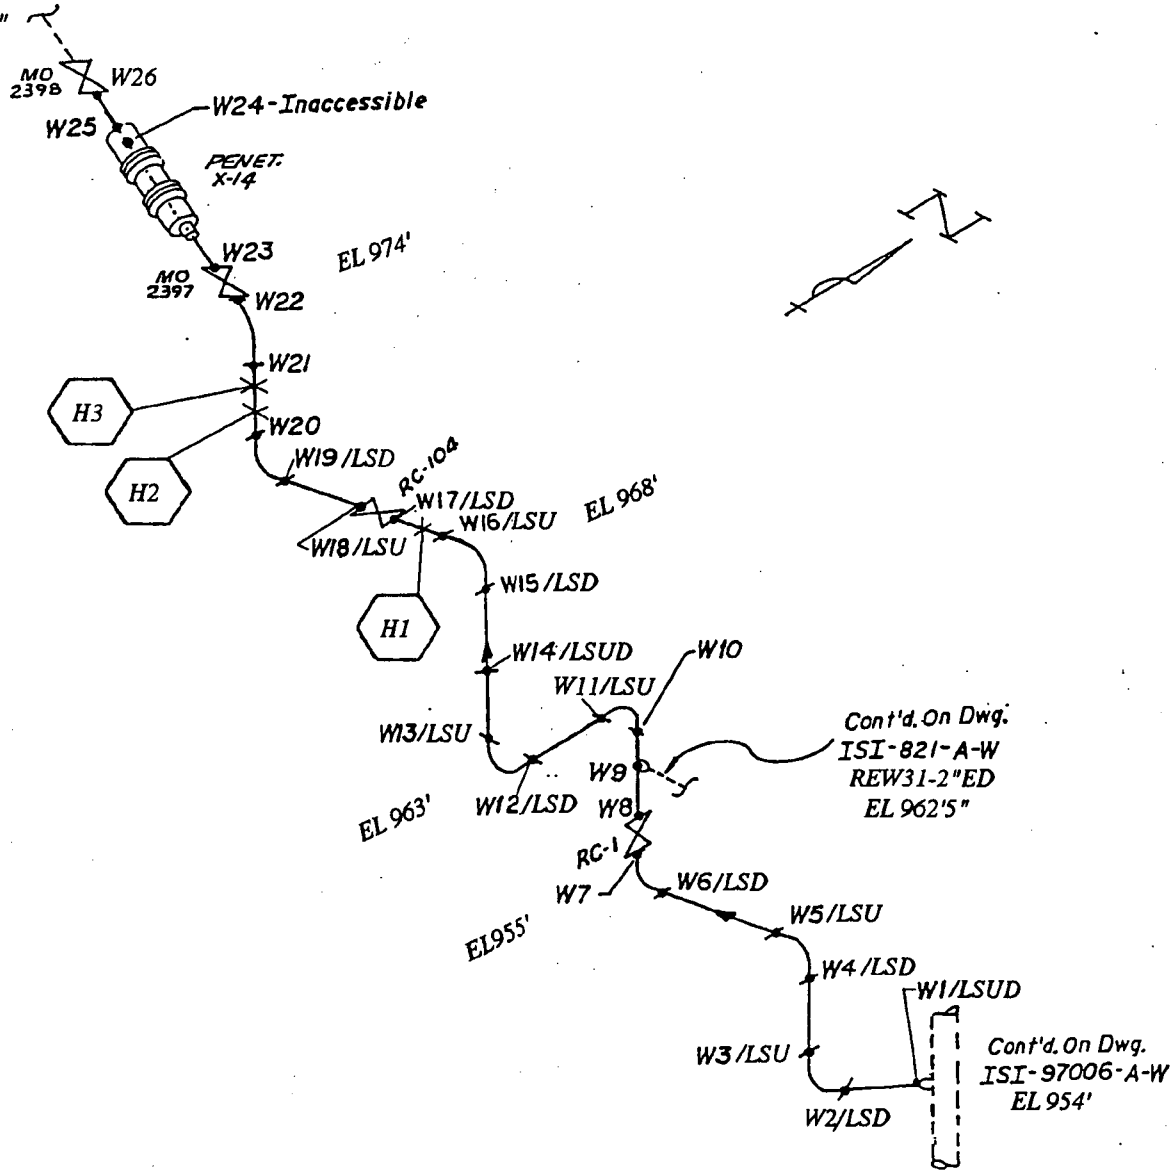 "
MO
2398
W26
W24-Inaccessible
W25
PENET.
X-14
W23
EL 974'
MO
2397
W22
W21
H3
W20
H2
W19/LSD
RC-104
W17/LSD
EL 968'
W16/LSU
W18/LSU
W15/LSD
H1
W14/LSUD
W10
W11/LSU
W13/LSU
Cont'd. On Dwg.
ISI-821-A-W
REW31-2"ED
EL 962'5"
W9
W12/LSD
EL 963'
W8
RC-1
W7
W6/LSD
EL955'
W5/LSU
W4/LSD
W1/LSUD
W3/LSU
Cont'd. On Dwg.
ISI-97006-A-W
EL 954'
W2/LSD
N